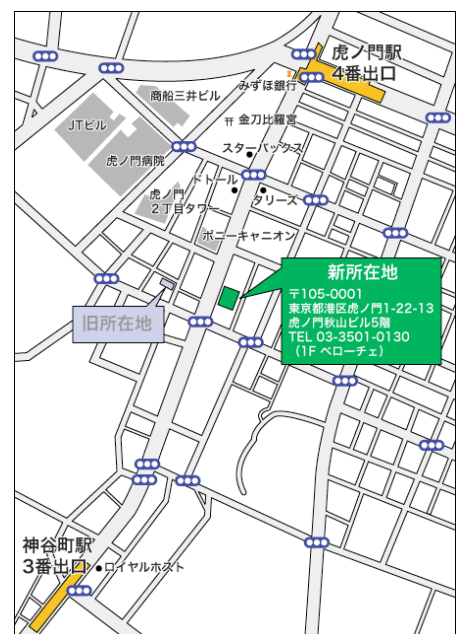 虎ノ門駅
4番出口
みずほ銀行
商船三井ビル
金刀比羅宮
JTビル
スターバックス
虎ノ門病院
ドトール
タリーズ
虎ノ門
2丁目タワー
ポニーキャニオン
新所在地
〒105-0001
東京都港区虎ノ門1-22-13
虎ノ門秋山ビル5階
TEL 03-3501-0130
（1F ベローチェ）
旧所在地
神谷町駅
3番出口
ロイヤルホスト